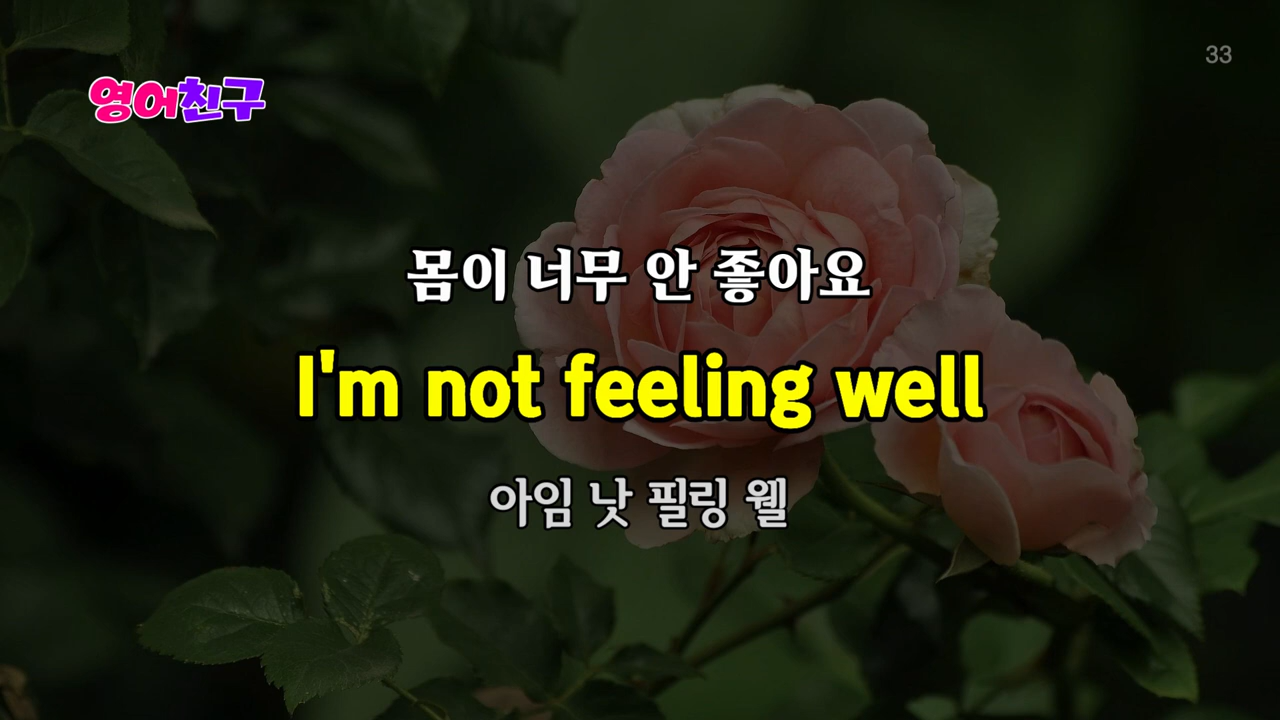 33
영어친구
몸이 너무 안 좋아요
I'm not feeling well
아임 낫 필링 웰